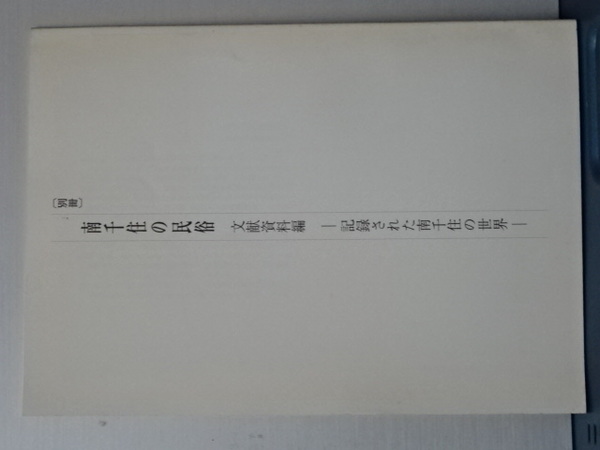 〔別冊〕
南千住の民俗 文献資料編 ―記録された南千住の世界―